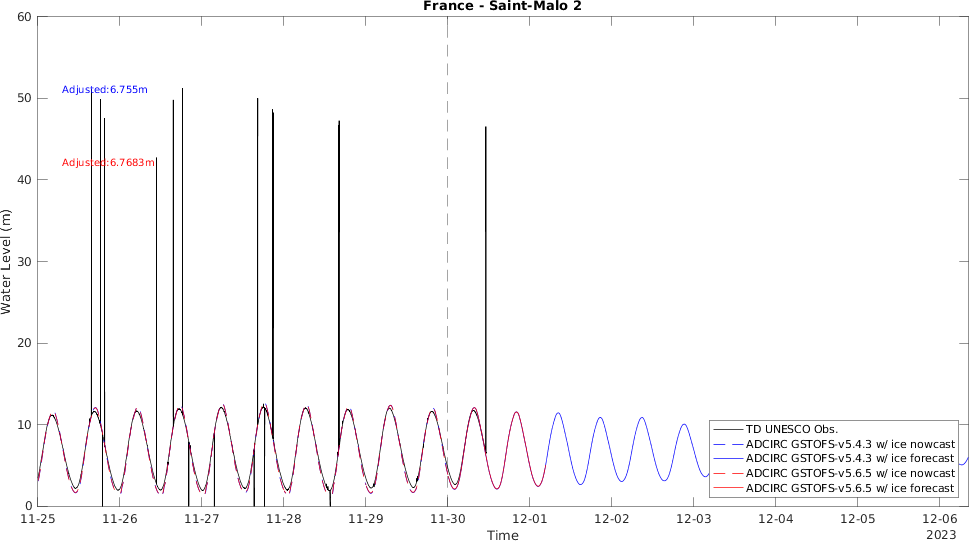 France - Saint-Malo 2
60
50
40
30
20
10
0
Water Level (m)
Adjusted:6.755m
Adjusted:6.7683m
TD UNESCO Obs.
ADCIRC GSTOFS-v5.4.3 w/ ice nowcast
ADCIRC GSTOFS-v5.4.3 w/ ice forecast
ADCIRC GSTOFS-v5.6.5 w/ ice nowcast
ADCIRC GSTOFS-v5.6.5 w/ ice forecast
11-25 11-26 11-27 11-28 11-29 11-30 12-01 12-02 12-03 12-04 12-05 12-06
Time
2023